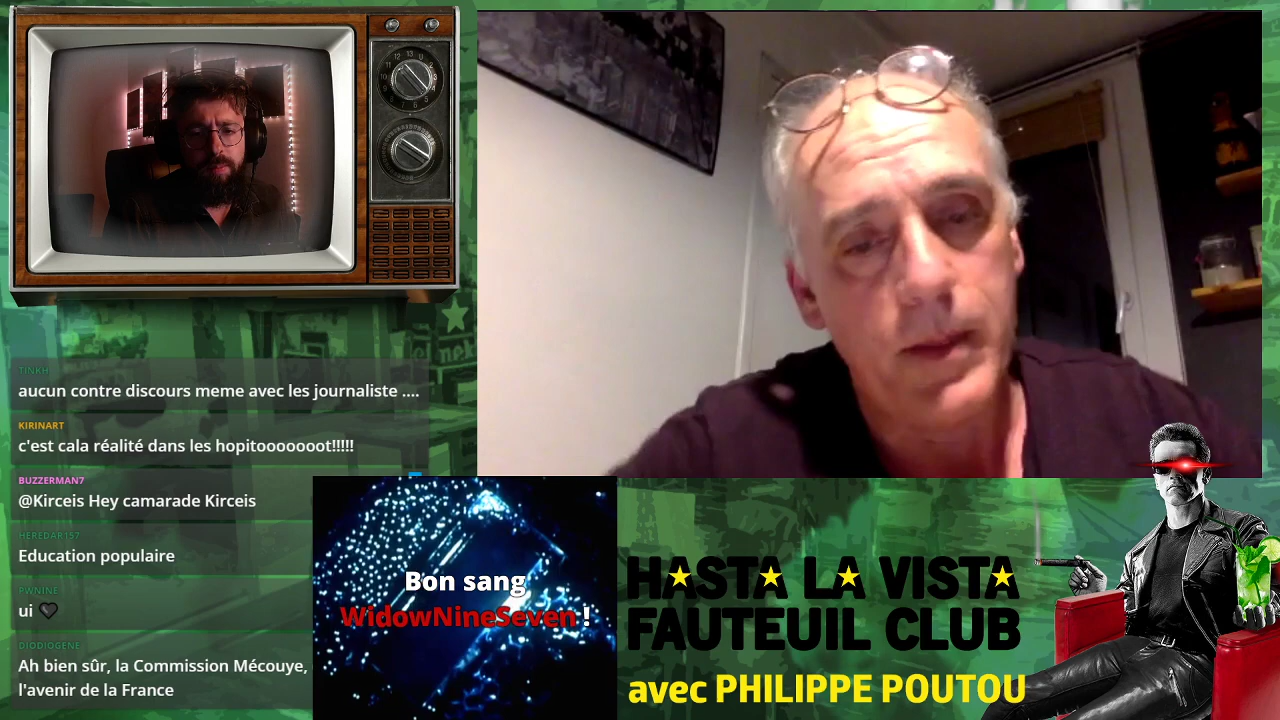 TINKH
aucun contre discours meme avec les journaliste ....
KIRINART
c'est cala réalité dans les hopitooooooot!!!!!
BUZZERMAN7
@Kirceis Hey camarade Kirceis
HEREDAR157
Education populaire
PWNINE
ui
DIODIOGENE
Ah bien sûr, la Commission Mécouye,
l'avenir de la France
Bon sang
WidowNineSeven !
HASTA LA VISTA
FAUTEUIL CLUB
avec PHILIPPE POUTOU